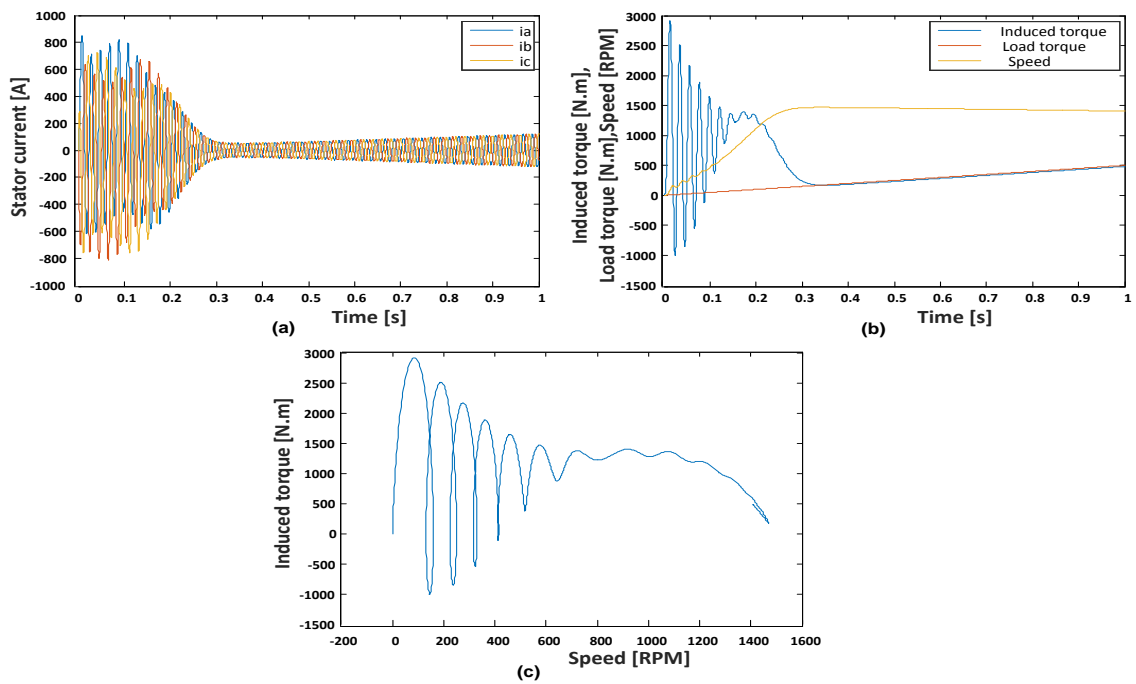 Stator current [A]
1000
800
600
400
200
0
-200
-400
-600
-800
-1000
ia
ib
ic
0 0.1 0.2 0.3 0.4 0.5 0.6 0.7 0.8 0.9 1
Time [s]
(a)
Induced torque [N.m],
Load torque [N.m],Speed [RPM]
3000
2500
2000
1500
1000
500
0
-500
-1000
-1500
Induced torque
Load torque
Speed
0 0.1 0.2 0.3 0.4 0.5 0.6 0.7 0.8 0.9 1
Time [s]
(b)
Induced torque [N.m]
3000
2500
2000
1500
1000
500
0
-500
-1000
-1500
-200 0 200 400 600 800 1000 1200 1400 1600
Speed [RPM]
(c)